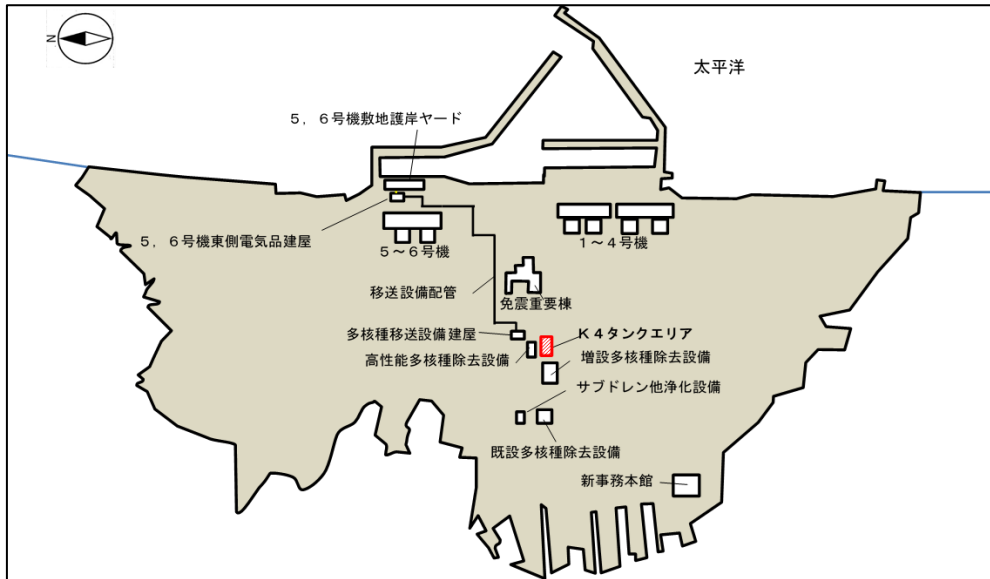 N
太平洋
５，６号機敷地護岸ヤード
５，６号機東側電気品建屋
５～６号機
１～４号機
移送設備配管
免震重要棟
多核種移送設備建屋
Ｋ４タンクエリア
高性能多核種除去設備
増設多核種除去設備
サブドレン他浄化設備
既設多核種除去設備
新事務本館